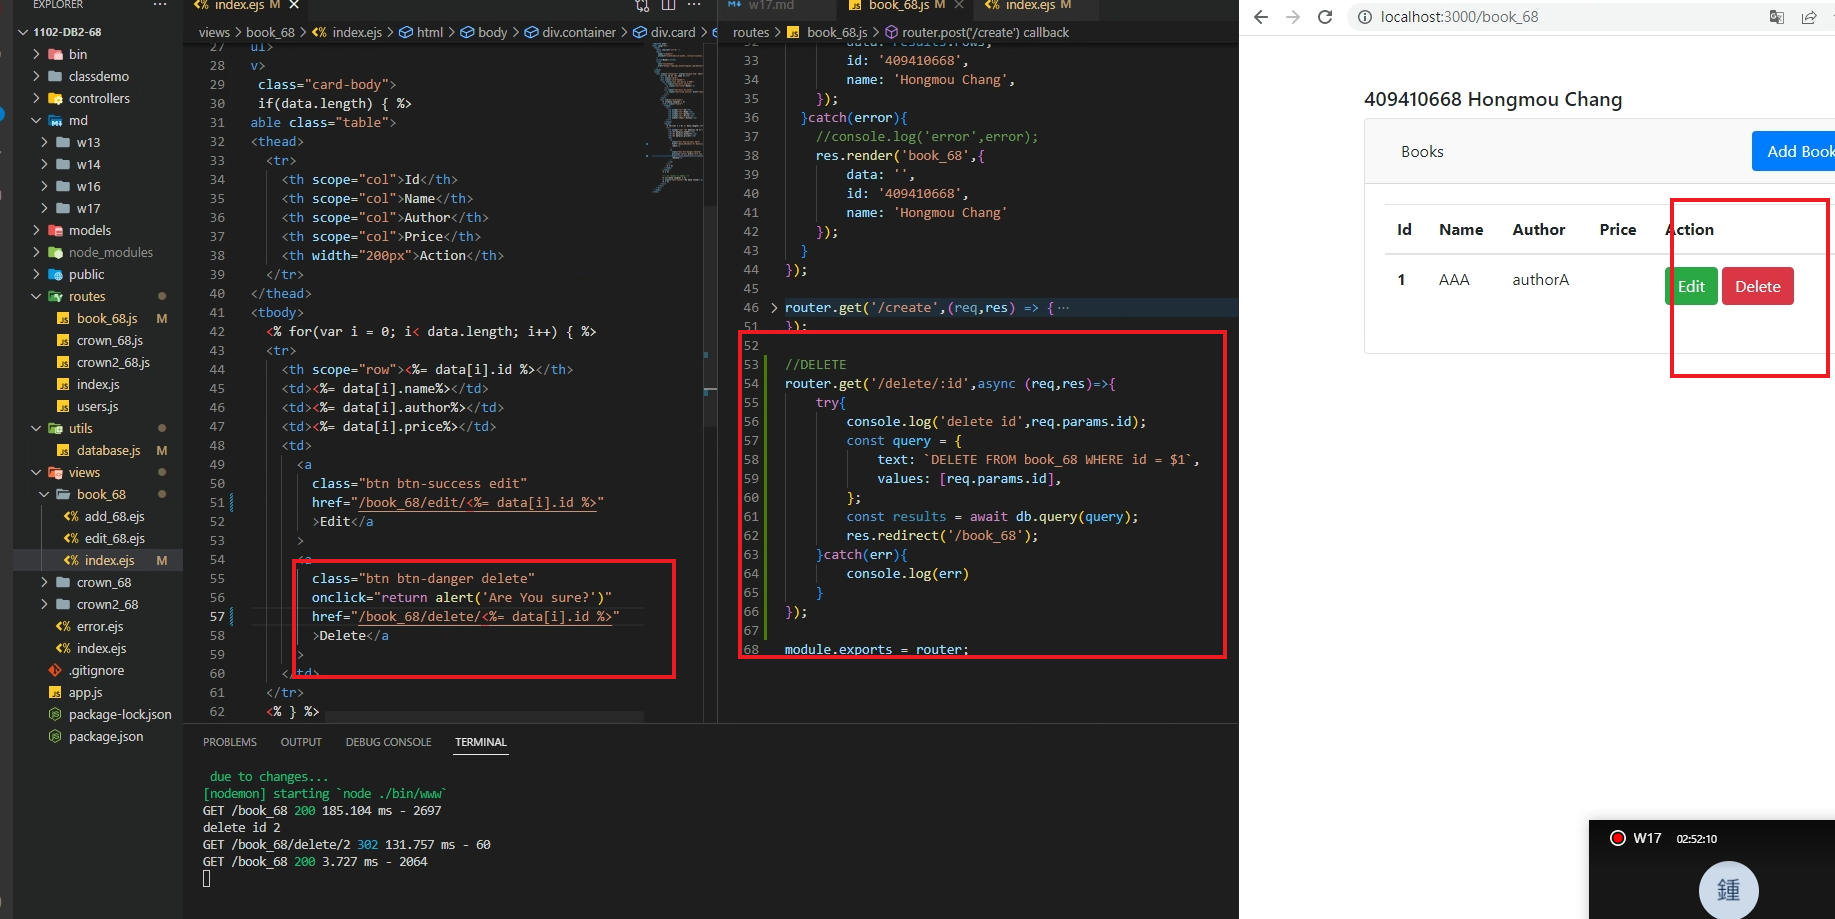 EXPLORER ···
1102-DB2-68
bin
classdemo
controllers
md
w13
w14
w16
w17
models
node_modules
public
routes
book_68.js M
crown_68.js
crown2_68.js
index.js
users.js
utils
database.js M
views
book_68
add_68.ejs
edit_68.ejs
index.ejs M
crown_68
crown2_68
error.ejs
index.ejs
.gitignore
app.js
package-lock.json
package.json
index.ejs M
views > book_68 > index.ejs > html > body > div.container > div.card >
27 ul>
28 v>
29 class="card-body">
30 if(data.length) { %>
31 able class="table">
32 <thead>
33 <tr>
34 <th scope="col">Id</th>
35 <th scope="col">Name</th>
36 <th scope="col">Author</th>
37 <th scope="col">Price</th>
38 <th width="200px">Action</th>
39 </tr>
40 </thead>
41 <tbody>
42 <% for(var i = 0; i< data.length; i++) { %>
43 <tr>
44 <th scope="row"><%= data[i].id %></th>
45 <td><%= data[i].name%></td>
46 <td><%= data[i].author%></td>
47 <td><%= data[i].price%></td>
48 <td>
49 <a
50 class="btn btn-success edit"
51 href="/book_68/edit/<%= data[i].id %>"
52 >Edit</a
53 >
54 <a
55 class="btn btn-danger delete"
56 onclick="return alert('Are You sure?')"
57 href="/book_68/delete/<%= data[i].id %>"
58 >Delete</a
59 >
60 </td>
61 </tr>
62 <% } %>
w17.md book_68.js M index.ejs M
routes > book_68.js > router.post('/create') callback
32 data: results.rows,
33 id: '409410668',
34 name: 'Hongmou Chang',
35 });
36 }catch(error){
37 //console.log('error',error);
38 res.render('book_68',{
39 data: '',
40 id: '409410668',
41 name: 'Hongmou Chang'
42 });
43 }
44 });
45
46 router.get('/create',(req,res) => {···
51 });
52
53 //DELETE
54 router.get('/delete/:id',async (req,res)=>{
55 try{
56 console.log('delete id',req.params.id);
57 const query = {
58 text: `DELETE FROM book_68 WHERE id = $1`,
59 values: [req.params.id],
60 };
61 const results = await db.query(query);
62 res.redirect('/book_68');
63 }catch(err){
64 console.log(err)
65 }
66 });
67
68 module.exports = router;
PROBLEMS OUTPUT DEBUG CONSOLE TERMINAL
due to changes...
[nodemon] starting `node ./bin/www`
GET /book_68 200 185.104 ms - 2697
delete id 2
GET /book_68/delete/2 302 131.757 ms - 60
GET /book_68 200 3.727 ms - 2064
localhost:3000/book_68
409410668 Hongmou Chang
Books Add Book
Id Name Author Price Action
1 AAA authorA Edit Delete
W17 02:52:10
鍾